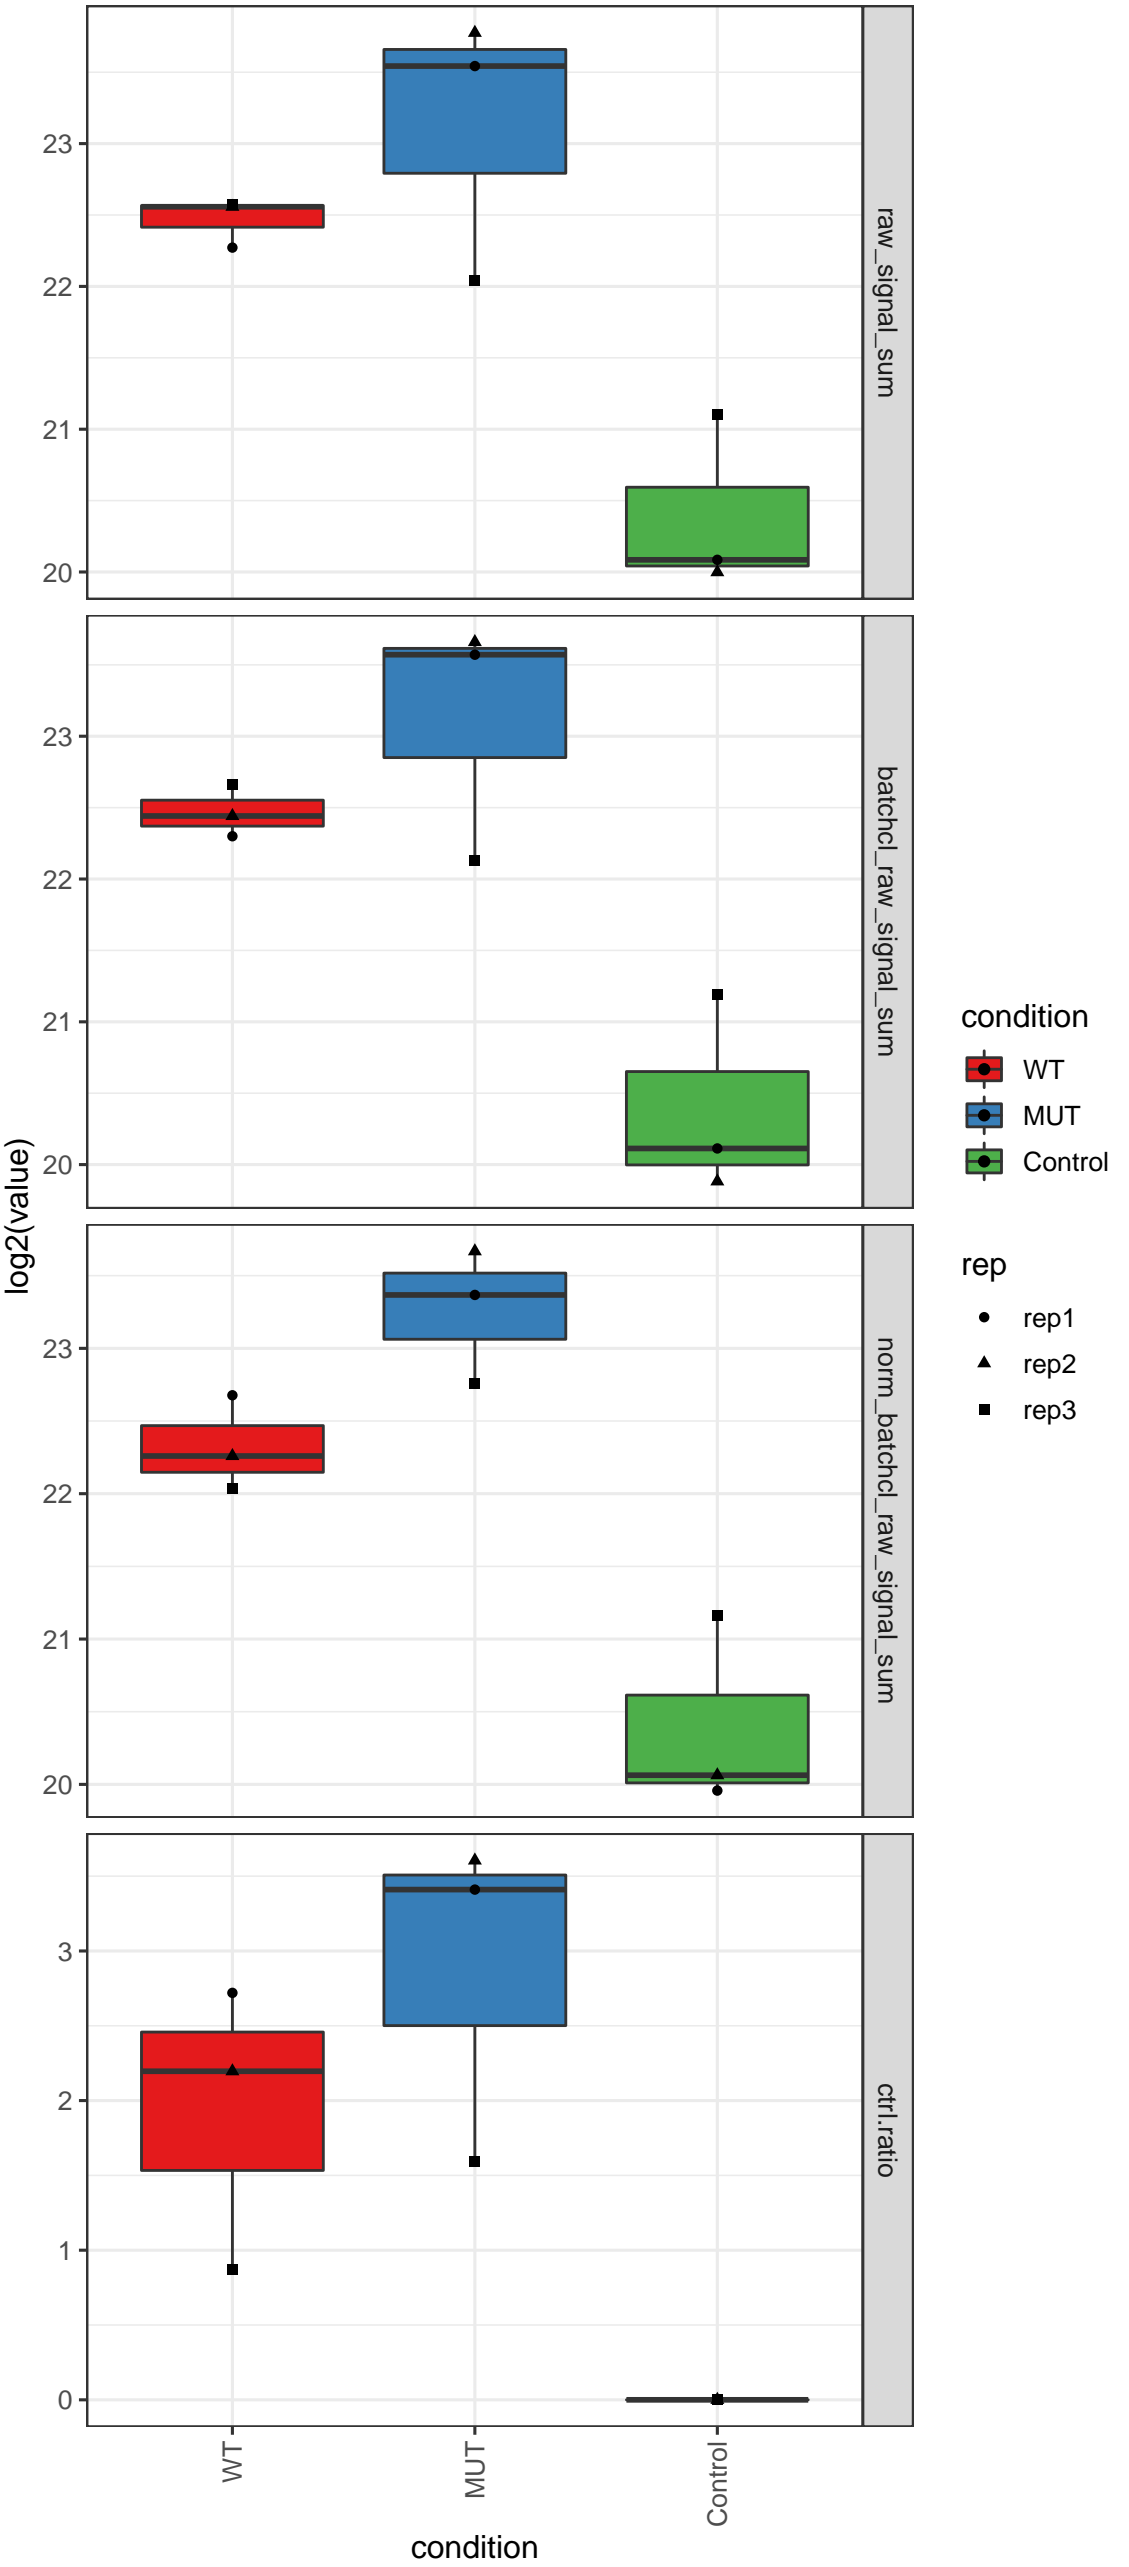 log2(value)
23
22
21
20
raw_signal_sum
23
22
21
20
batchcl_raw_signal_sum
23
22
21
20
norm_batchcl_raw_signal_sum
3
2
1
0
ctrl.ratio
WT
MUT
Control
condition
condition
WT
MUT
Control
rep
rep1
rep2
rep3